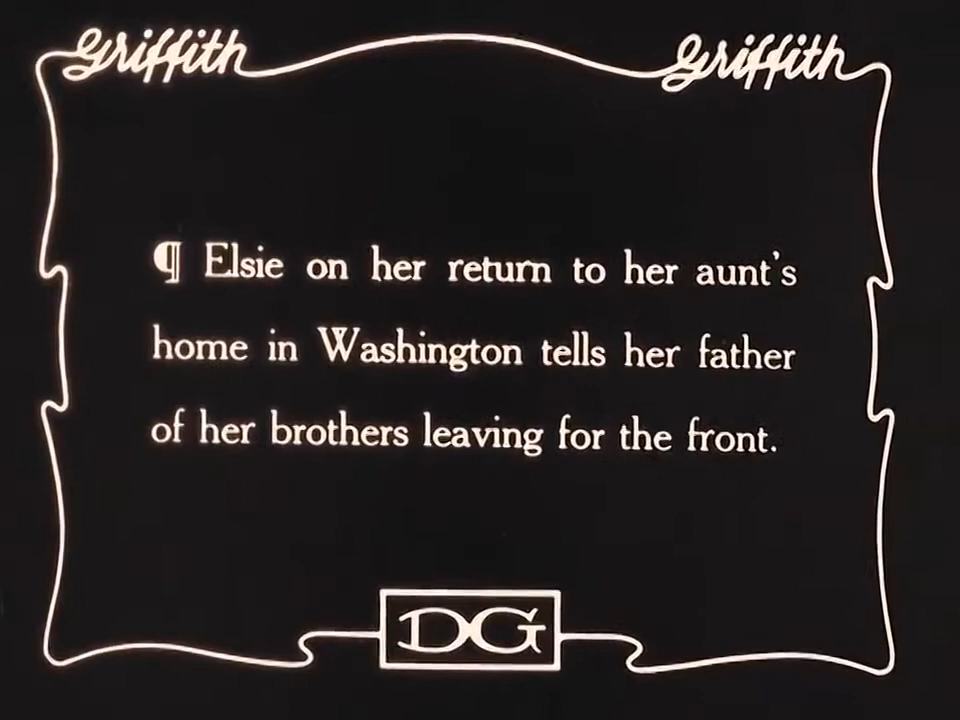 Griffith Griffith
¶ Elsie on her return to her aunt's
home in Washington tells her father
of her brothers leaving for the front.
DG